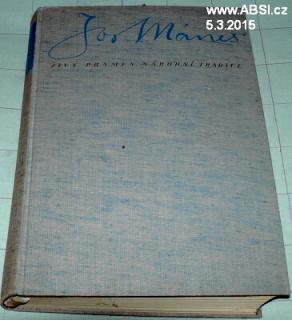 www.ABSI.cz
5.3.2015
Jos Mánes
ŽIVÝ PRAMEN NÁRODNÍ TRADICE